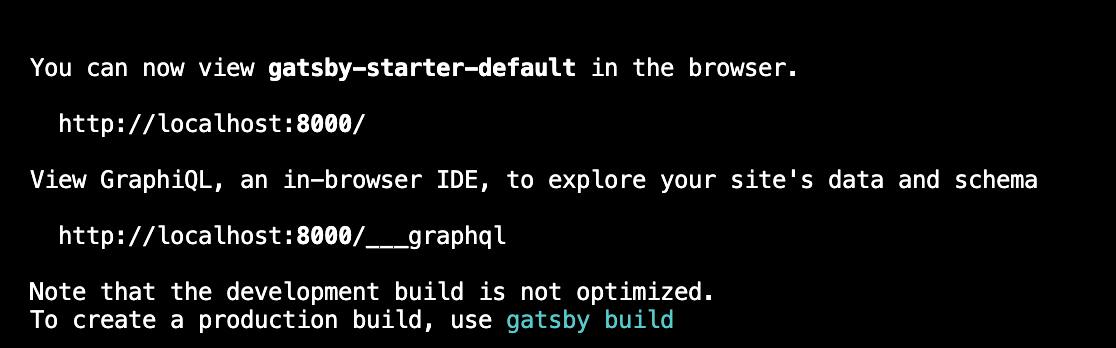 You can now view gatsby-starter-default in the browser.
http://localhost:8000/
View GraphiQL, an in-browser IDE, to explore your site's data and schema
http://localhost:8000/___graphql
Note that the development build is not optimized.
To create a production build, use gatsby build